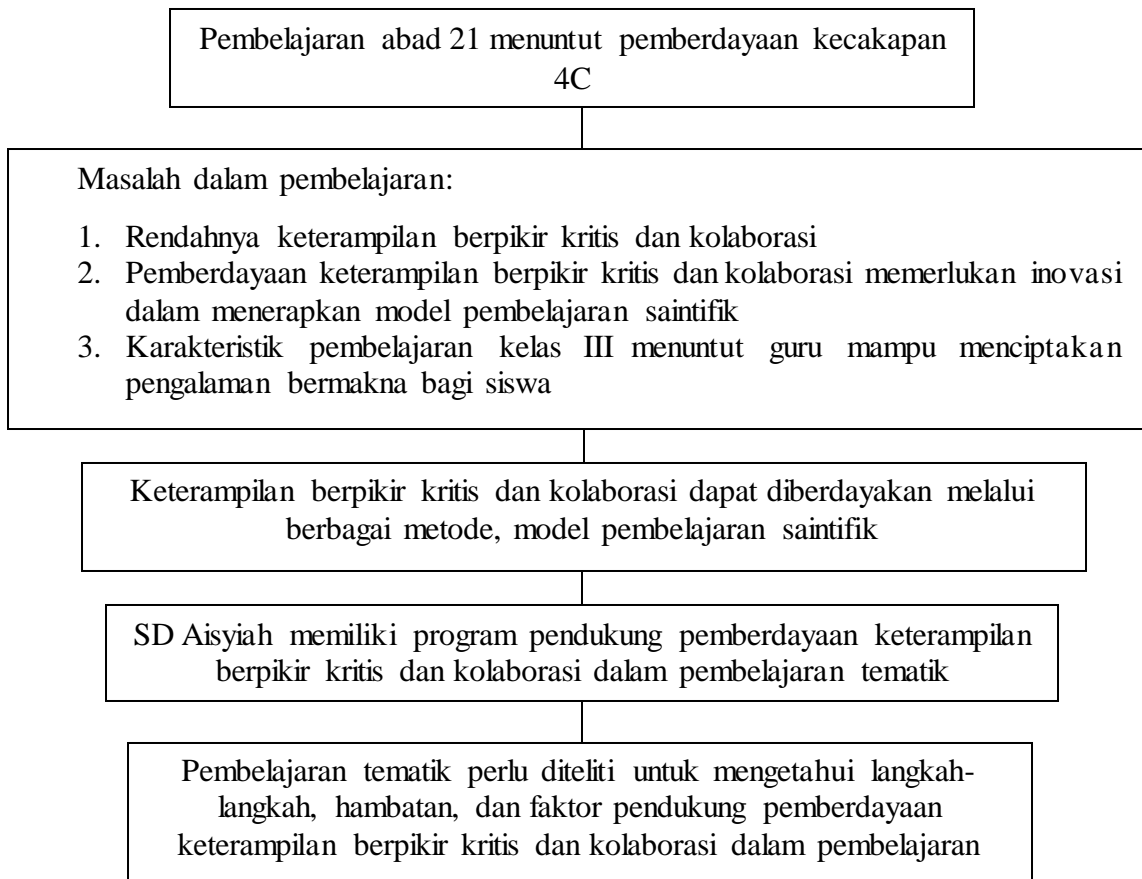 Pembelajaran abad 21 menuntut pemberdayaan kecakapan
4C
Masalah dalam pembelajaran:
1. Rendahnya keterampilan berpikir kritis dan kolaborasi
2. Pemberdayaan keterampilan berpikir kritis dan kolaborasi memerlukan inovasi
dalam menerapkan model pembelajaran saintifik
3. Karakteristik pembelajaran kelas III menuntut guru mampu menciptakan
pengalaman bermakna bagi siswa
Keterampilan berpikir kritis dan kolaborasi dapat diberdayakan melalui
berbagai metode, model pembelajaran saintifik
SD Aisyiah memiliki program pendukung pemberdayaan keterampilan
berpikir kritis dan kolaborasi dalam pembelajaran tematik
Pembelajaran tematik perlu diteliti untuk mengetahui langkah-
langkah, hambatan, dan faktor pendukung pemberdayaan
keterampilan berpikir kritis dan kolaborasi dalam pembelajaran